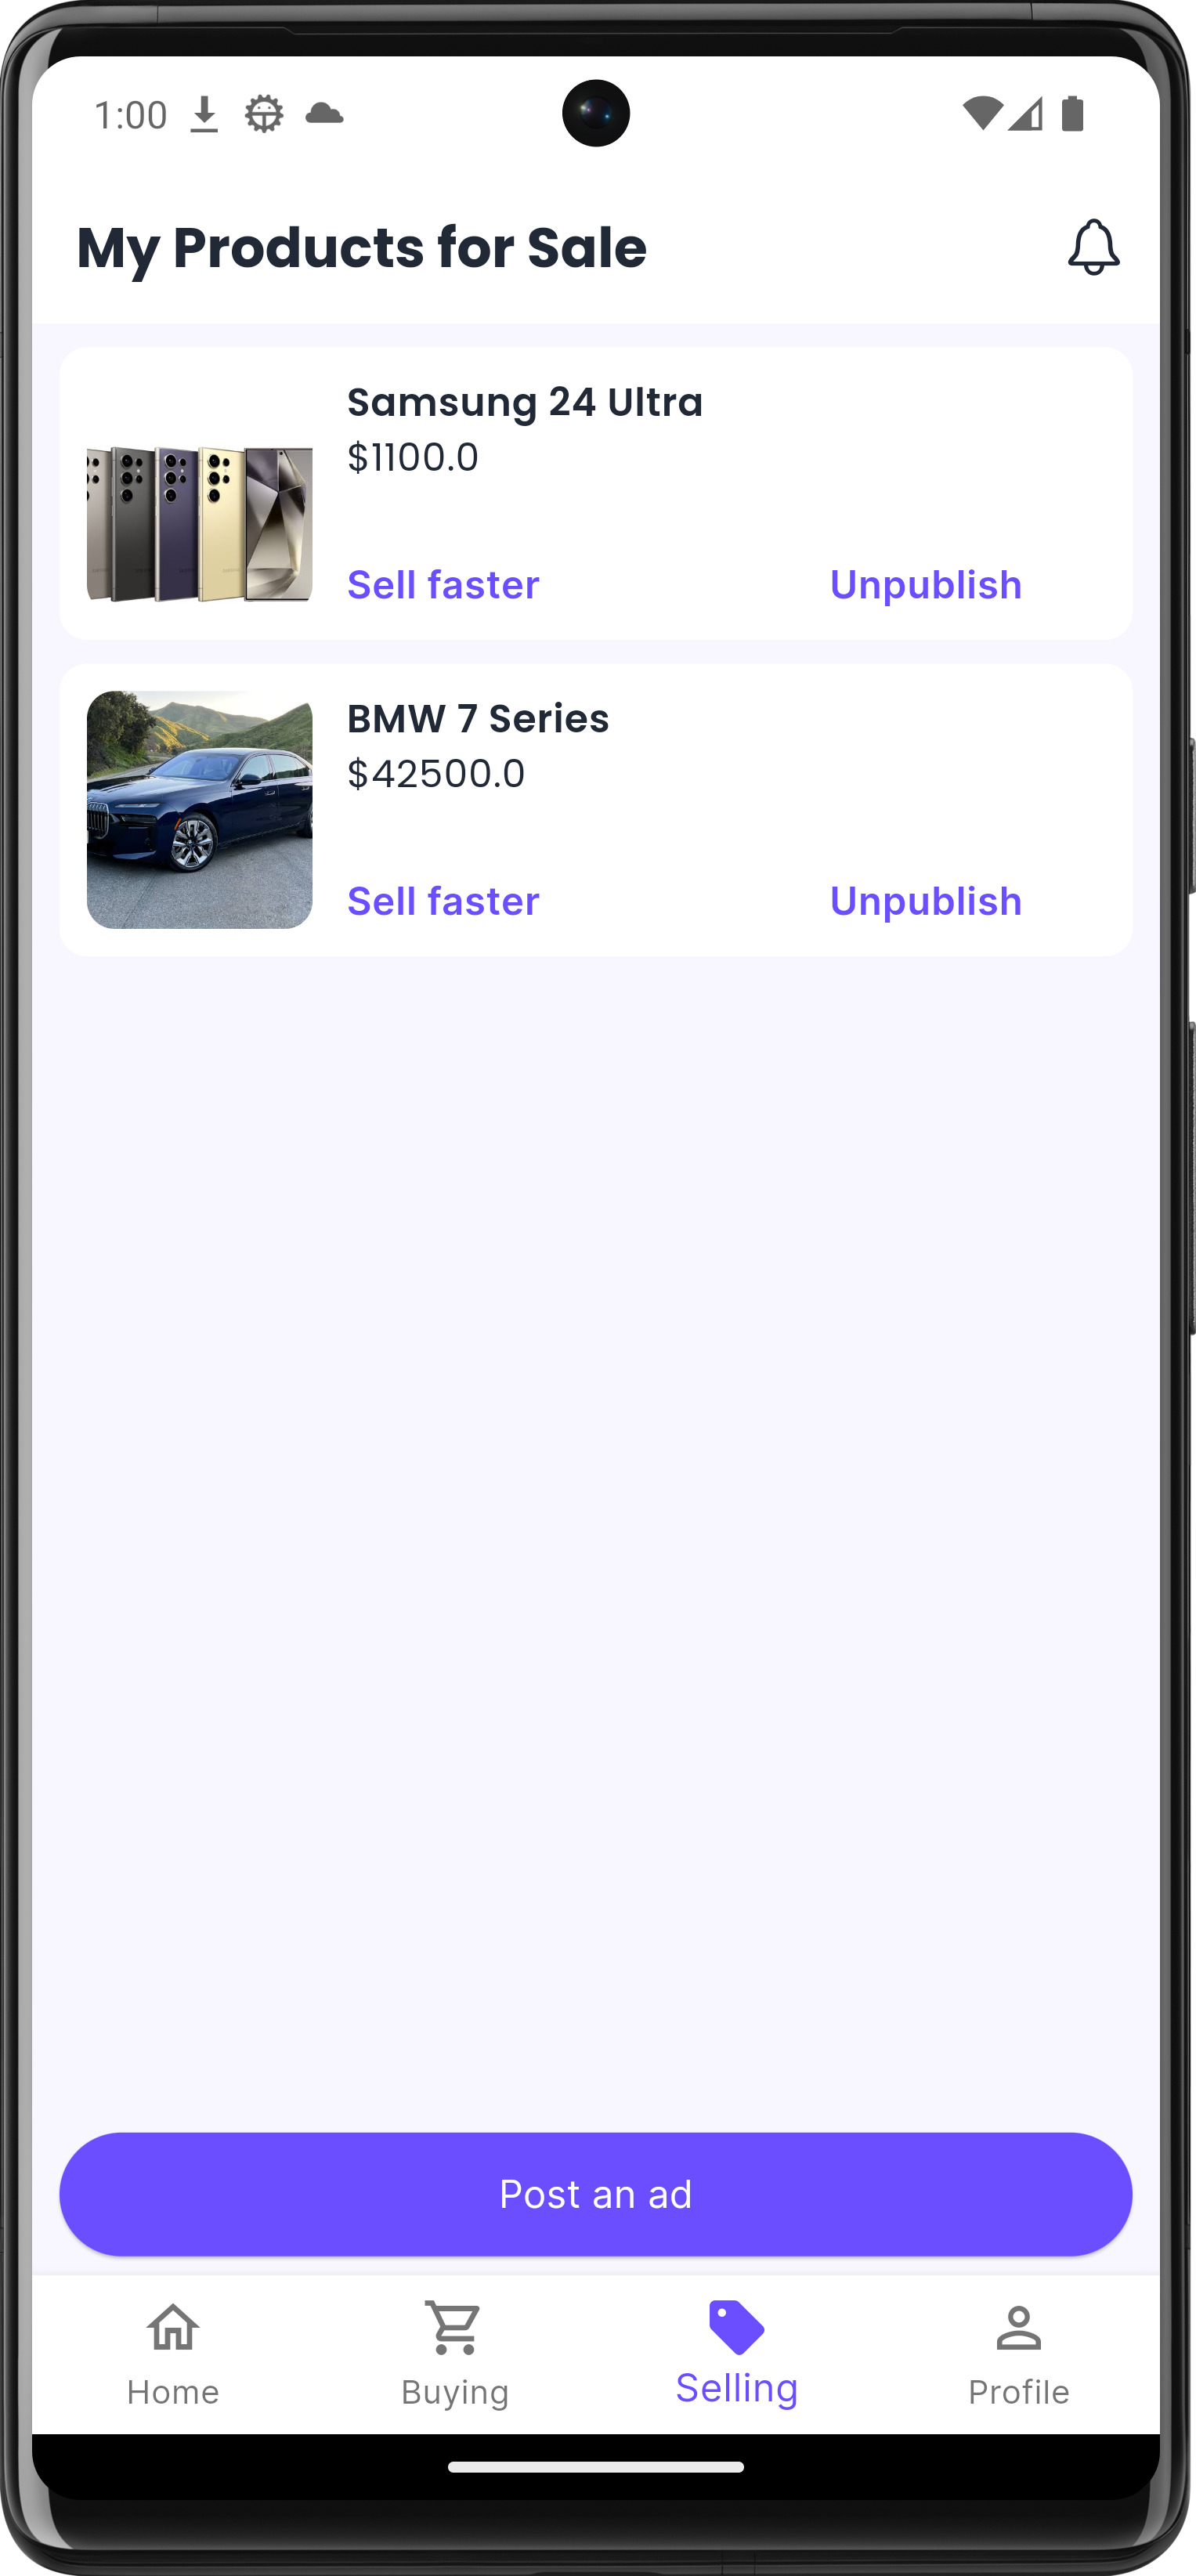 1:00
My Products for Sale
Samsung 24 Ultra
$1100.0
Sell faster Unpublish
BMW 7 Series
$42500.0
Sell faster Unpublish
Post an ad
Home Buying Selling Profile